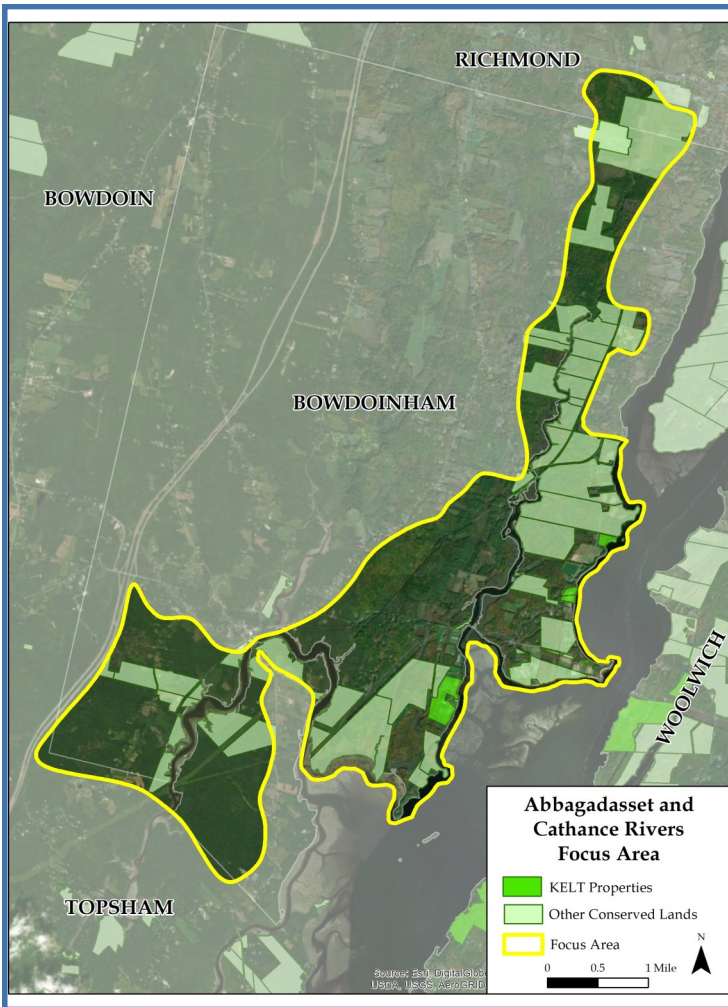 RICHMOND
BOWDOIN
BOWDOINHAM
WOOLWICH
TOPSHAM
Abbagadasset and
Cathance Rivers
Focus Area
KELT Properties
Other Conserved Lands
Focus Area
N
0 0.5 1 Mile
Source: Esri, DigitalGlobe
USDA, USGS, AeroGRID